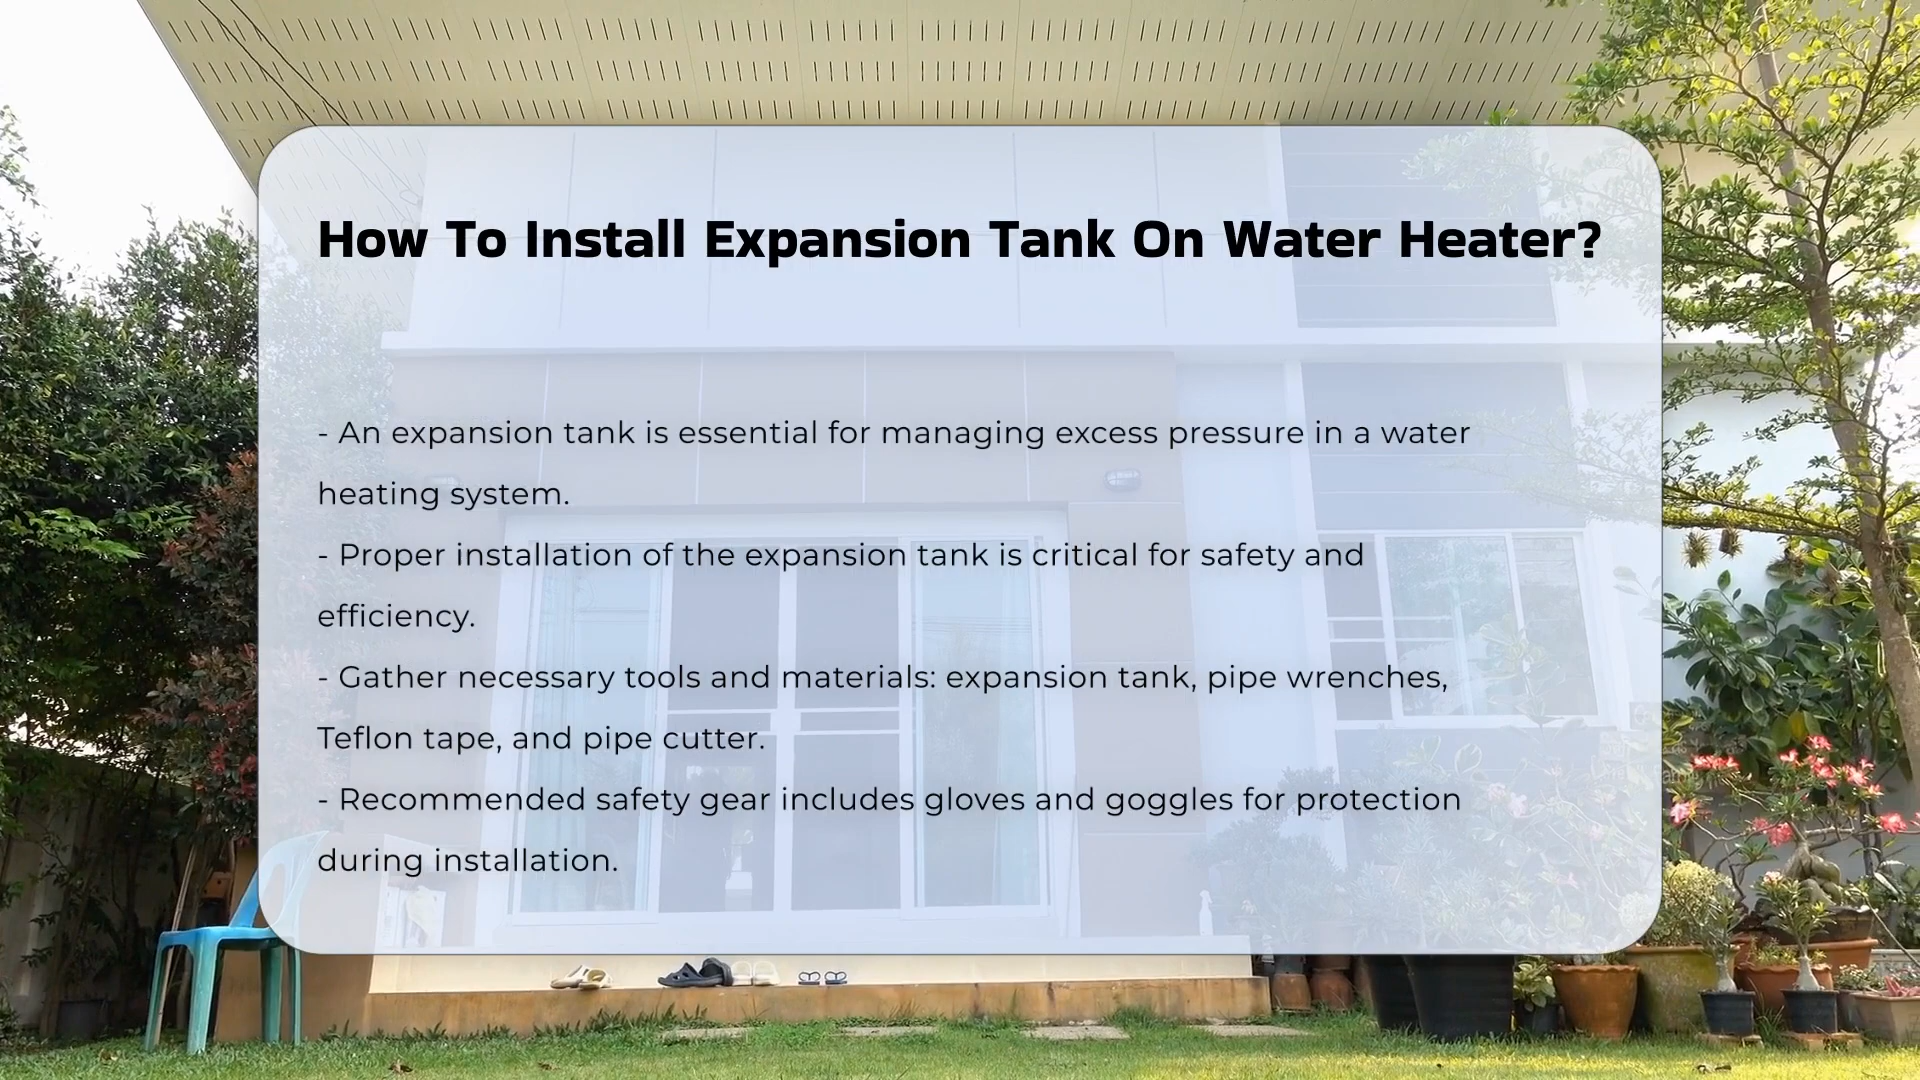 How To Install Expansion Tank On Water Heater?
- An expansion tank is essential for managing excess pressure in a water
heating system.
- Proper installation of the expansion tank is critical for safety and
efficiency.
- Gather necessary tools and materials: expansion tank, pipe wrenches,
Teflon tape, and pipe cutter.
- Recommended safety gear includes gloves and goggles for protection
during installation.